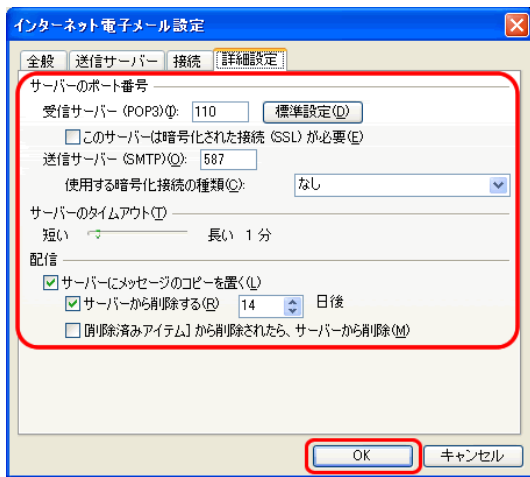 インターネット電子メール設定
全般 送信サーバー 接続 詳細設定
サーバーのポート番号
受信サーバー (POP3)(I): 110 標準設定(D)
このサーバーは暗号化された接続 (SSL) が必要(E)
送信サーバー (SMTP)(O): 587
使用する暗号化接続の種類(C): なし
サーバーのタイムアウト(T)
短い 長い 1 分
配信
サーバーにメッセージのコピーを置く(L)
サーバーから削除する(R) 14 日後
[削除済みアイテム] から削除されたら、サーバーから削除(M)
OK キャンセル